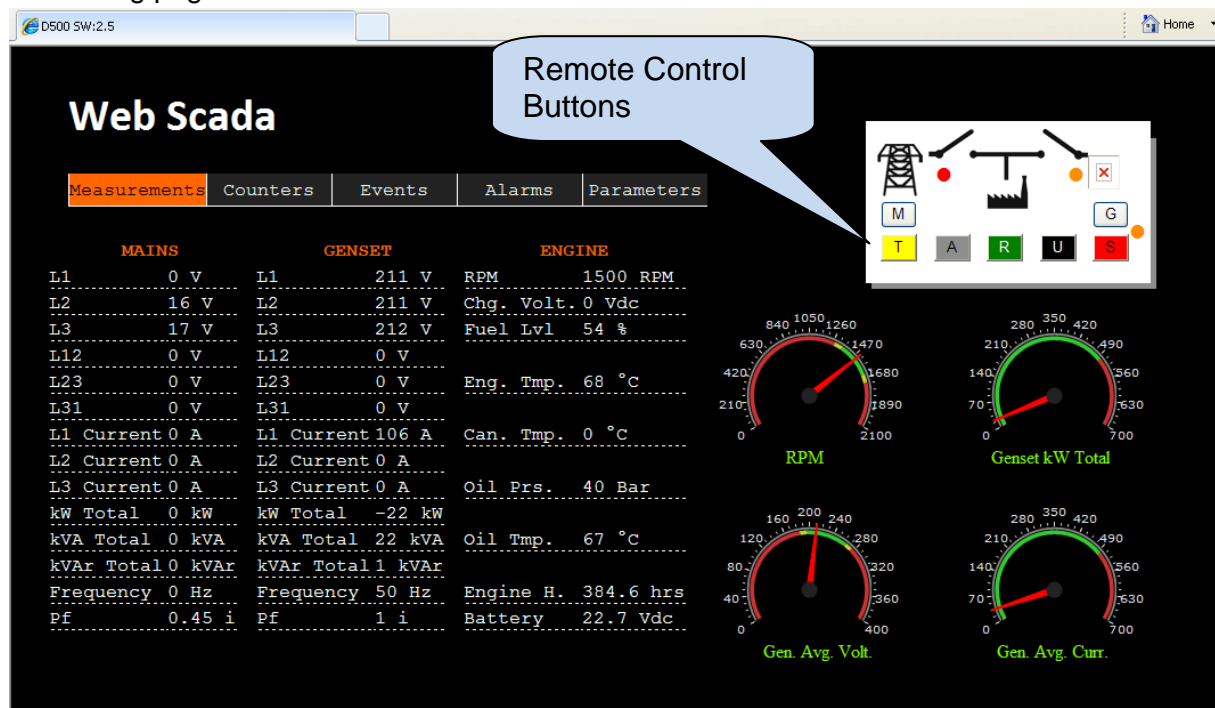 D500 SW:2.5
Home
Remote Control
Buttons
Web Scada
Measurements Counters Events Alarms Parameters
M G
T A R U S
MAINS GENSET ENGINE
L1 0 V L1 211 V RPM 1500 RPM
L2 16 V L2 211 V Chg. Volt. 0 Vdc
L3 17 V L3 212 V Fuel Lvl 54 %
L12 0 V L12 0 V
L23 0 V L23 0 V Eng. Tmp. 68 °C
L31 0 V L31 0 V
L1 Current 0 A L1 Current 106 A Can. Tmp. 0 °C
L2 Current 0 A L2 Current 0 A
L3 Current 0 A L3 Current 0 A Oil Prs. 40 Bar
kW Total 0 kW kW Total -22 kW
kVA Total 0 kVA kVA Total 22 kVA Oil Tmp. 67 °C
kVAr Total 0 kVAr kVAr Total 1 kVAr
Frequency 0 Hz Frequency 50 Hz Engine H. 384.6 hrs
Pf 0.45 i Pf 1 i Battery 22.7 Vdc
0 210 420 630 840 1050 1260 1470 1680 1890 2100
RPM
0 70 140 210 280 350 420 490 560 630 700
Genset kW Total
0 40 80 120 160 200 240 280 320 360 400
Gen. Avg. Volt.
0 70 140 210 280 350 420 490 560 630 700
Gen. Avg. Curr.